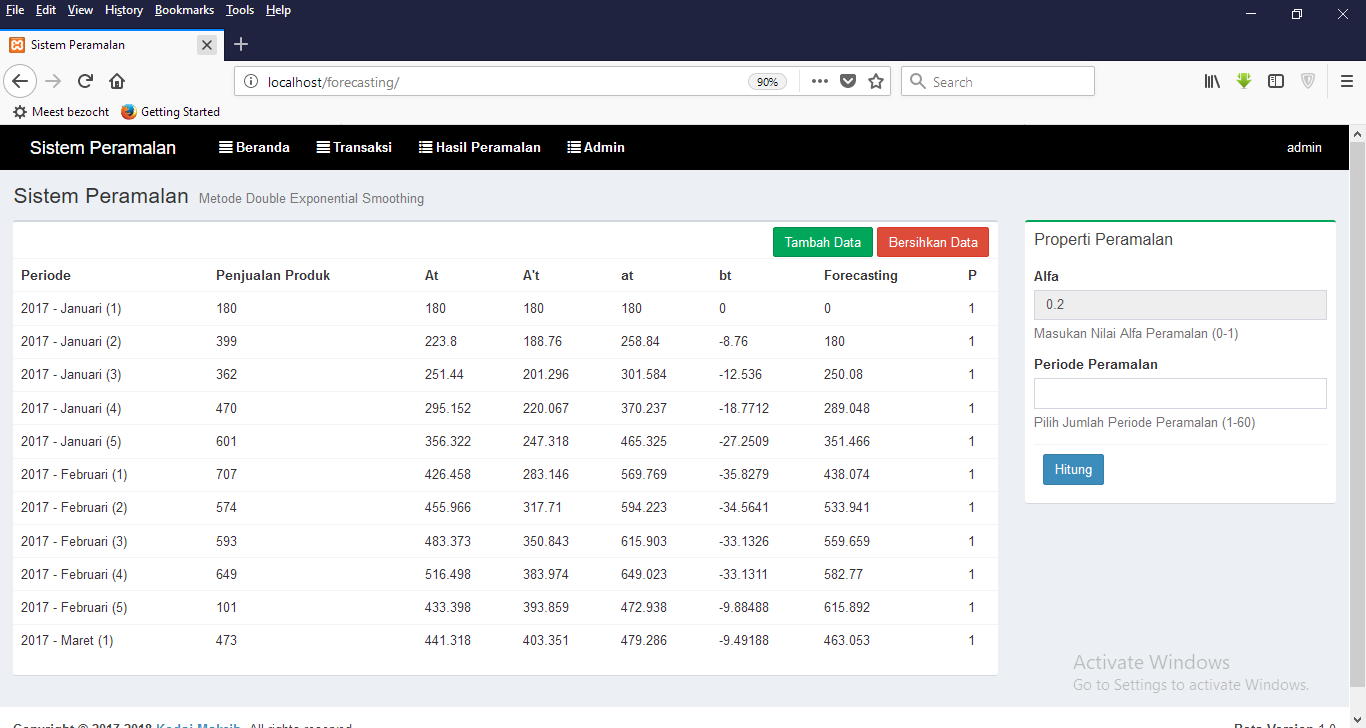 File Edit View History Bookmarks Tools Help
Sistem Peramalan
localhost/forecasting/ 90% Search
Meest bezocht Getting Started
Sistem Peramalan Beranda Transaksi Hasil Peramalan Admin admin
Sistem Peramalan Metode Double Exponential Smoothing
Tambah Data Bersihkan Data
Periode Penjualan Produk At A't at bt Forecasting P
2017 - Januari (1) 180 180 180 180 0 0 1
2017 - Januari (2) 399 223.8 188.76 258.84 -8.76 180 1
2017 - Januari (3) 362 251.44 201.296 301.584 -12.536 250.08 1
2017 - Januari (4) 470 295.152 220.067 370.237 -18.7712 289.048 1
2017 - Januari (5) 601 356.322 247.318 465.325 -27.2509 351.466 1
2017 - Februari (1) 707 426.458 283.146 569.769 -35.8279 438.074 1
2017 - Februari (2) 574 455.966 317.71 594.223 -34.5641 533.941 1
2017 - Februari (3) 593 483.373 350.843 615.903 -33.1326 559.659 1
2017 - Februari (4) 649 516.498 383.974 649.023 -33.1311 582.77 1
2017 - Februari (5) 101 433.398 393.859 472.938 -9.88488 615.892 1
2017 - Maret (1) 473 441.318 403.351 479.286 -9.49188 463.053 1
Properti Peramalan
Alfa
0.2
Masukan Nilai Alfa Peramalan (0-1)
Periode Peramalan
Pilih Jumlah Periode Peramalan (1-60)
Hitung
Activate Windows
Go to Settings to activate Windows.
Copyright © 2017-2018 Kedai Maksih. All rights reserved. Beta Version 1.0